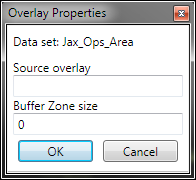 Overlay Properties
Data set: Jax_Ops_Area
Source overlay
Buffer Zone size
0
OK Cancel